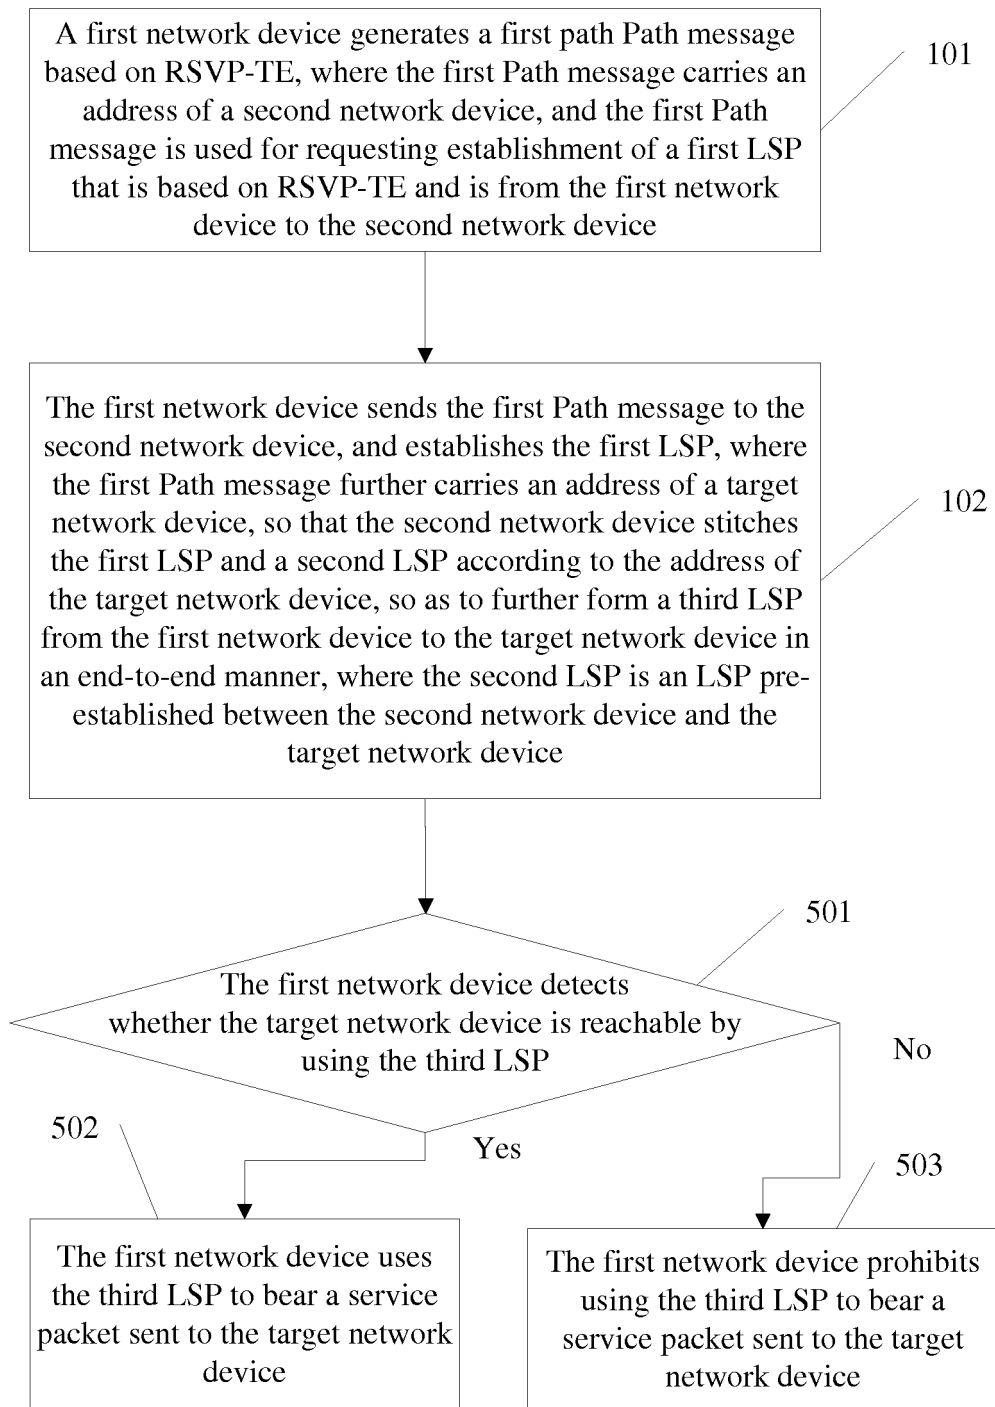 A first network device generates a first path Path message
based on RSVP-TE, where the first Path message carries an
address of a second network device, and the first Path
message is used for requesting establishment of a first LSP
that is based on RSVP-TE and is from the first network
device to the second network device
101
The first network device sends the first Path message to the
second network device, and establishes the first LSP, where
the first Path message further carries an address of a target
network device, so that the second network device stitches
the first LSP and a second LSP according to the address of
the target network device, so as to further form a third LSP
from the first network device to the target network device in
an end-to-end manner, where the second LSP is an LSP pre-
established between the second network device and the
target network device
102
501
The first network device detects
whether the target network device is reachable by
using the third LSP
No
502
Yes
503
The first network device uses
the third LSP to bear a service
packet sent to the target network
device
The first network device prohibits
using the third LSP to bear a
service packet sent to the target
network device